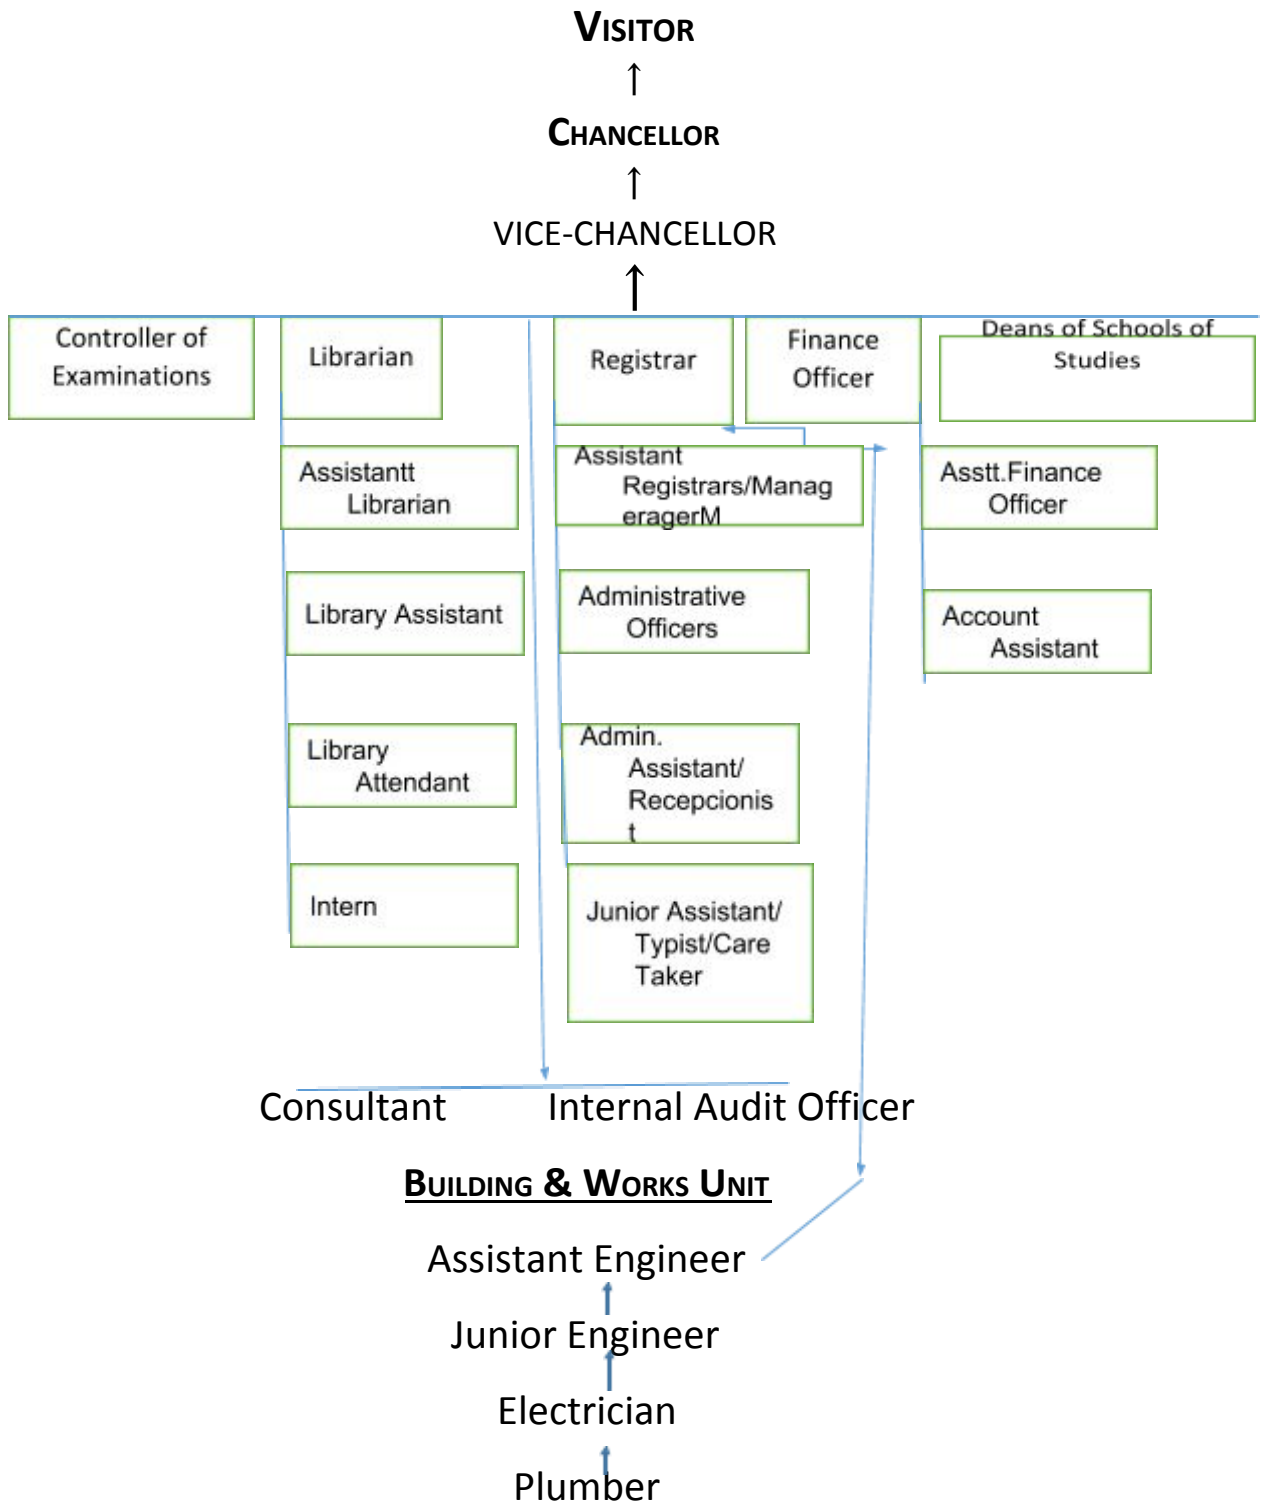 VISITOR
↑
CHANCELLOR
↑
VICE-CHANCELLOR
↑
Controller of
Examinations
Librarian
Registrar
Finance
Officer
Deans of Schools of
Studies
Assistantt
Librarian
Assistant
Registrars/Manag
eragerM
Asstt.Finance
Officer
Library Assistant
Administrative
Officers
Account
Assistant
Library
Attendant
Admin.
Assistant/
Recepcionis
t
Intern
Junior Assistant/
Typist/Care
Taker
Consultant
Internal Audit Officer
BUILDING & WORKS UNIT
Assistant Engineer
Junior Engineer
Electrician
Plumber